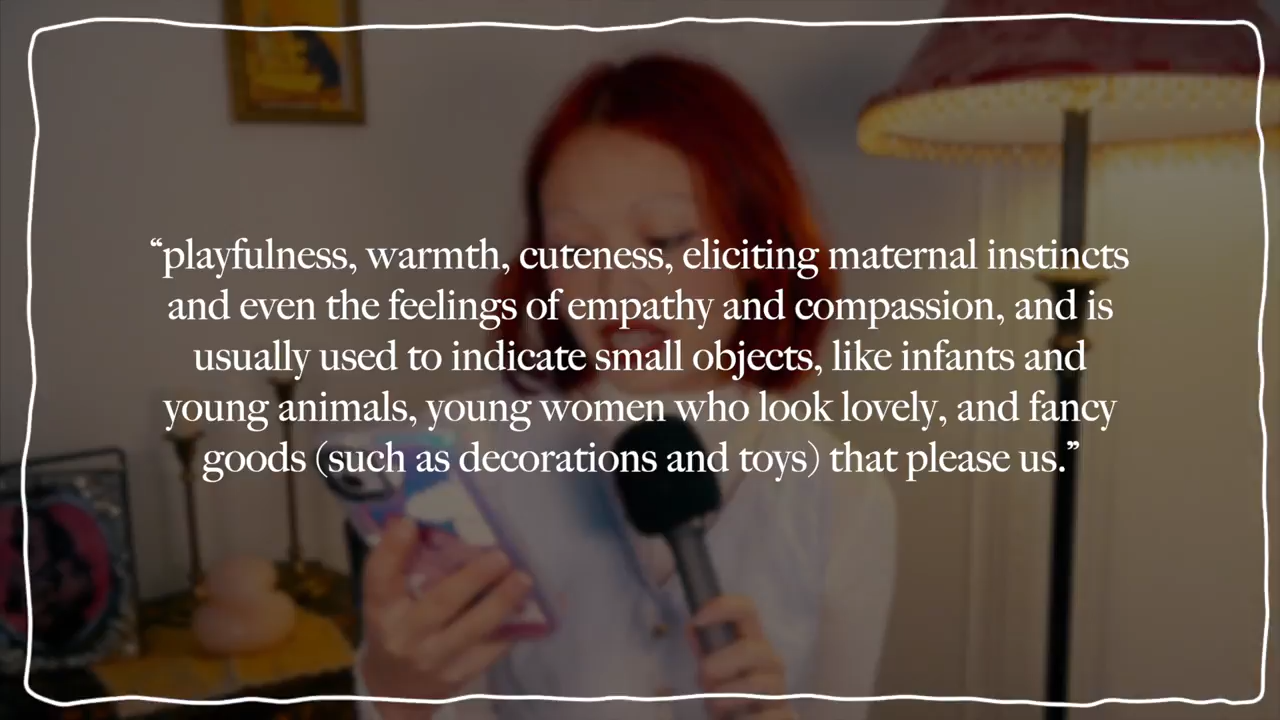 “playfulness, warmth, cuteness, eliciting maternal instincts
and even the feelings of empathy and compassion, and is
usually used to indicate small objects, like infants and
young animals, young women who look lovely, and fancy
goods (such as decorations and toys) that please us.”